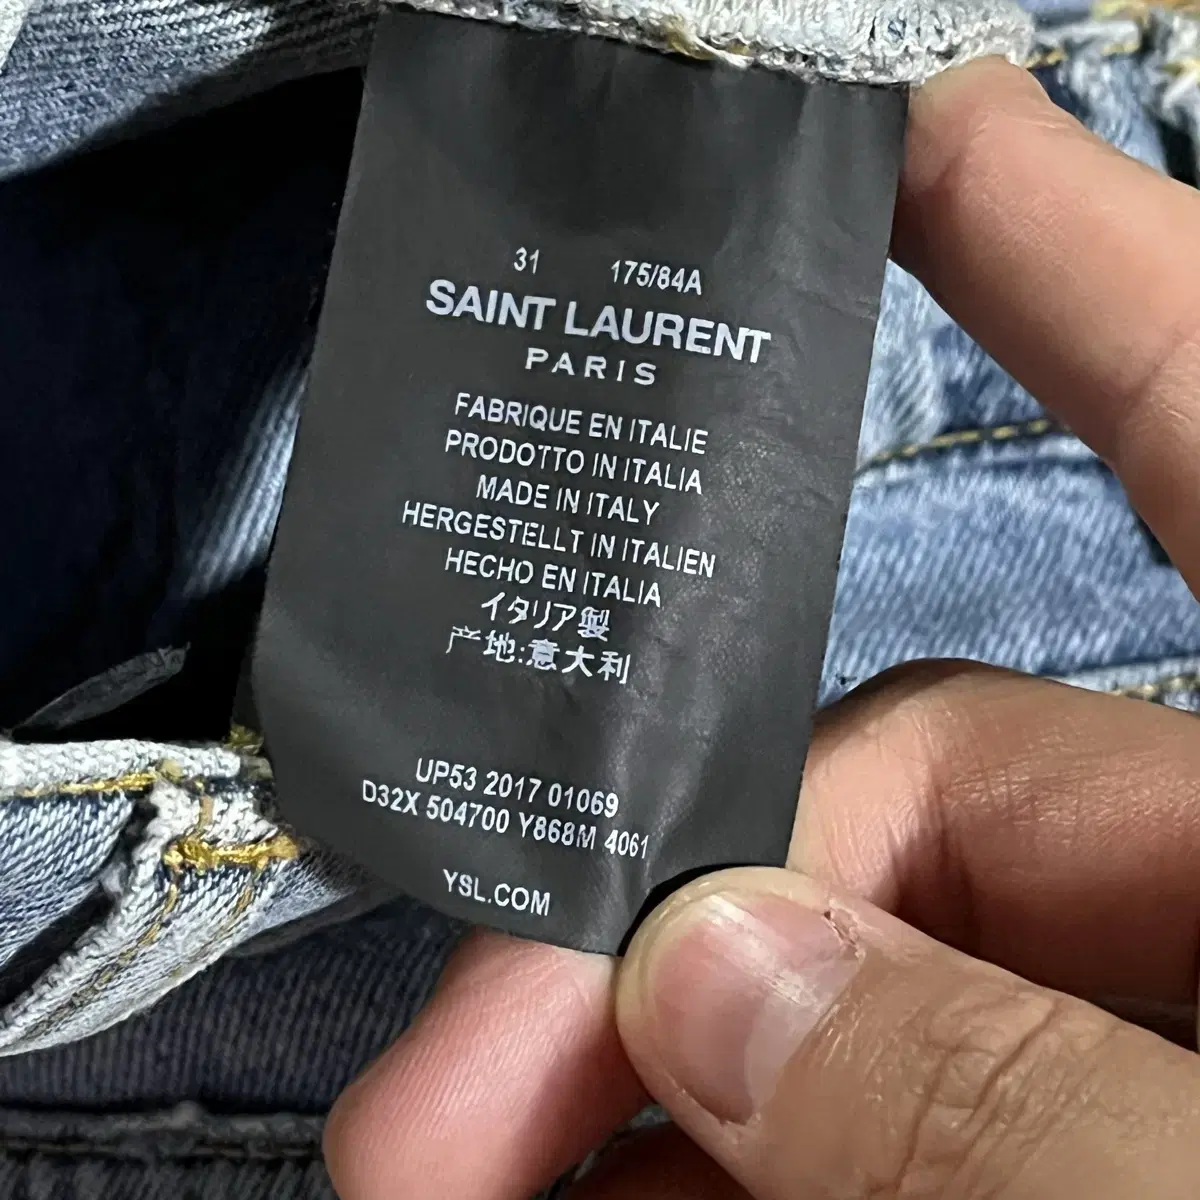 31 175/84A
SAINT LAURENT
PARIS
FABRIQUE EN ITALIE
PRODOTTO IN ITALIA
MADE IN ITALY
HERGESTELLT IN ITALIEN
HECHO EN ITALIA
イタリア製
产地:意大利
UP53 2017 01069
D32X 504700 Y868M 4061
YSL.COM